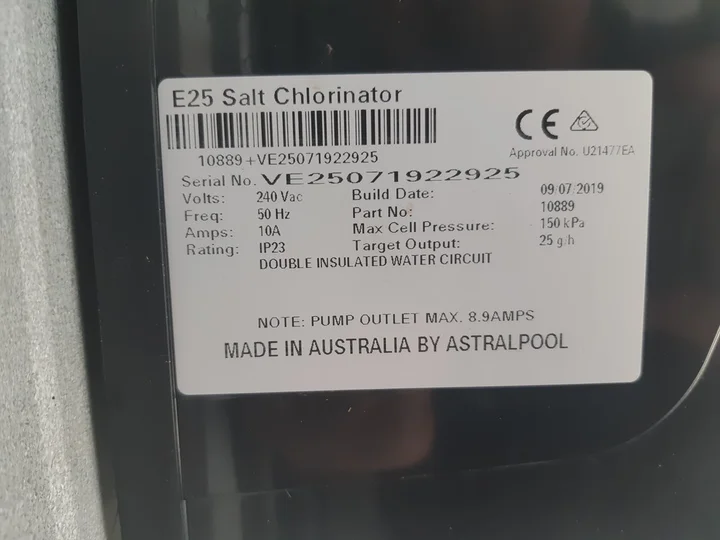 E25 Salt Chlorinator
10889+VE25071922925
CE
Approval No. U21477EA
Serial No. VE25071922925
Volts: 240 Vac Build Date: 09/07/2019
Freq: 50 Hz Part No: 10889
Amps: 10A Max Cell Pressure: 150 kPa
Rating: IP23 Target Output: 25 g/h
DOUBLE INSULATED WATER CIRCUIT
NOTE: PUMP OUTLET MAX. 8.9AMPS
MADE IN AUSTRALIA BY ASTRALPOOL